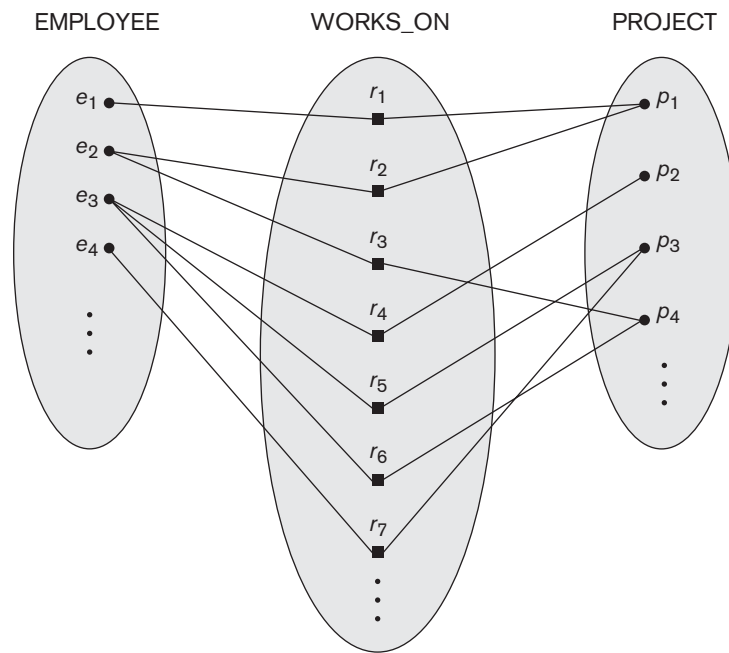 EMPLOYEE
WORKS_ON
PROJECT
e1
e2
e3
e4
r1
r2
r3
r4
r5
r6
r7
p1
p2
p3
p4